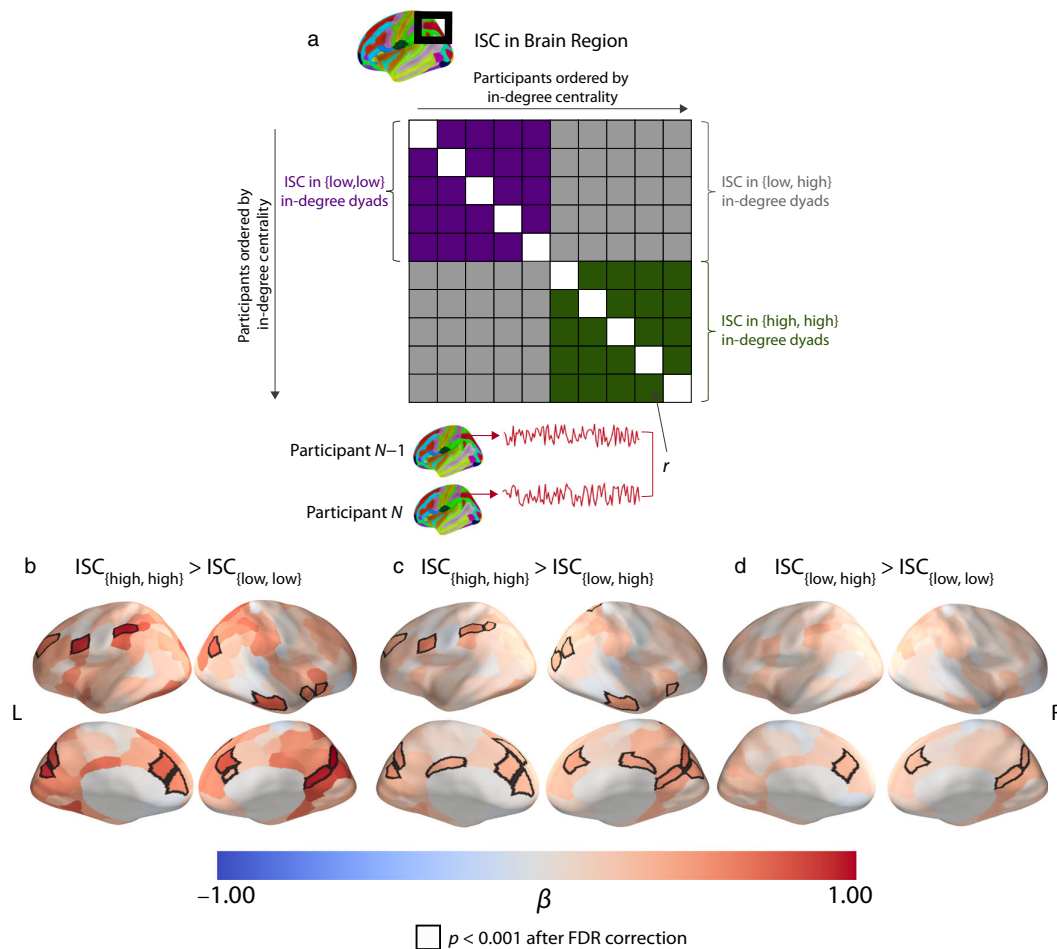 a
ISC in Brain Region
Participants ordered by
in-degree centrality
Participants ordered by
in-degree centrality
ISC in {low,low}
in-degree dyads
ISC in {low, high}
in-degree dyads
ISC in {high, high}
in-degree dyads
Participant N–1
r
Participant N
b ISC{high, high} > ISC{low, low}
c ISC{high, high} > ISC{low, high}
d ISC{low, high} > ISC{low, low}
L
–1.00 β 1.00
p < 0.001 after FDR correction